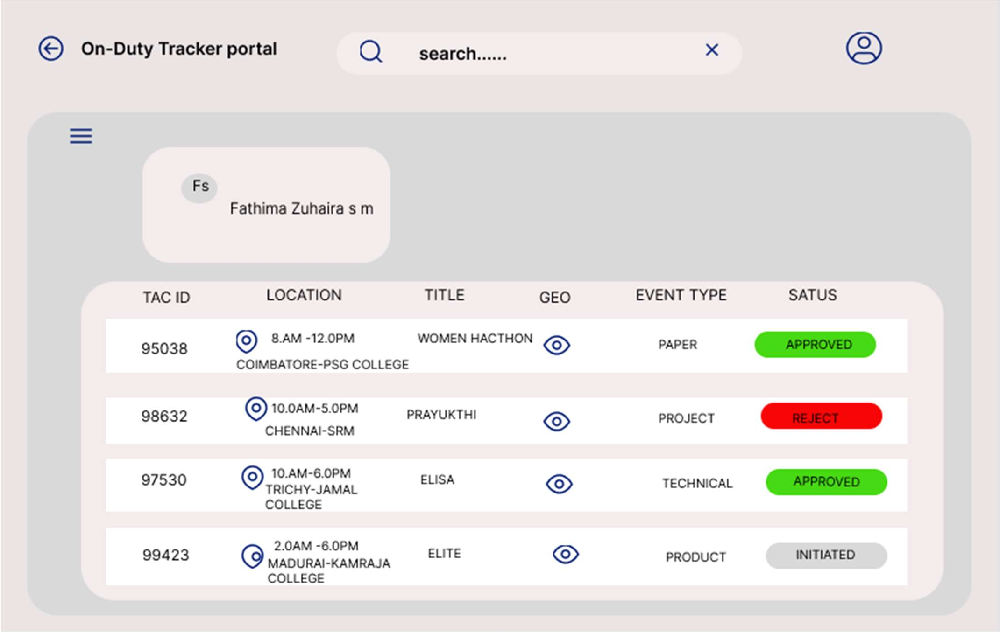 On-Duty Tracker portal
search......
Fs
Fathima Zuhaira s m
TAC ID LOCATION TITLE GEO EVENT TYPE SATUS
95038 8.AM -12.0PM WOMEN HACTHON PAPER APPROVED
COIMBATORE-PSG COLLEGE
98632 10.0AM-5.0PM PRAYUKTHI PROJECT REJECT
CHENNAI-SRM
97530 10.AM-6.0PM ELISA TECHNICAL APPROVED
TRICHY-JAMAL
COLLEGE
99423 2.0AM -6.0PM ELITE PRODUCT INITIATED
MADURAI-KAMRAJA
COLLEGE